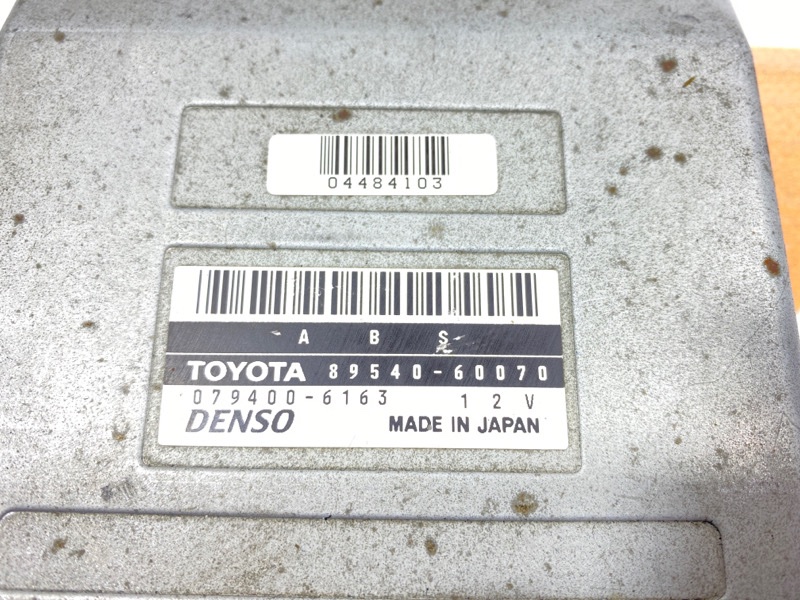 04484103
A B S
TOYOTA 89540-60070
079400-6163 12V
DENSO MADE IN JAPAN